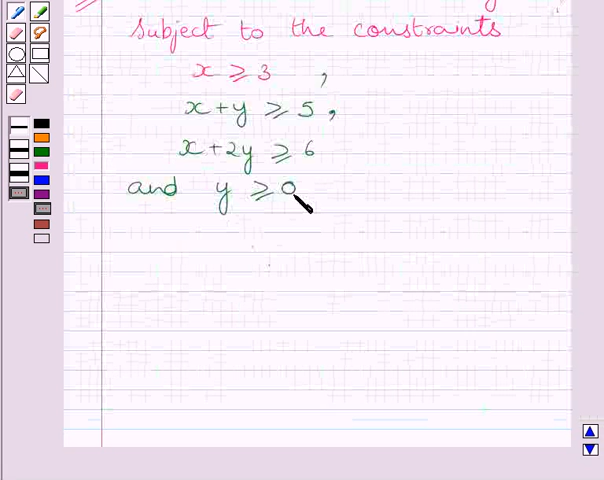 Subject to the constraints
x ≥ 3 ,
x + y ≥ 5 ,
x + 2y ≥ 6
and y ≥ 0